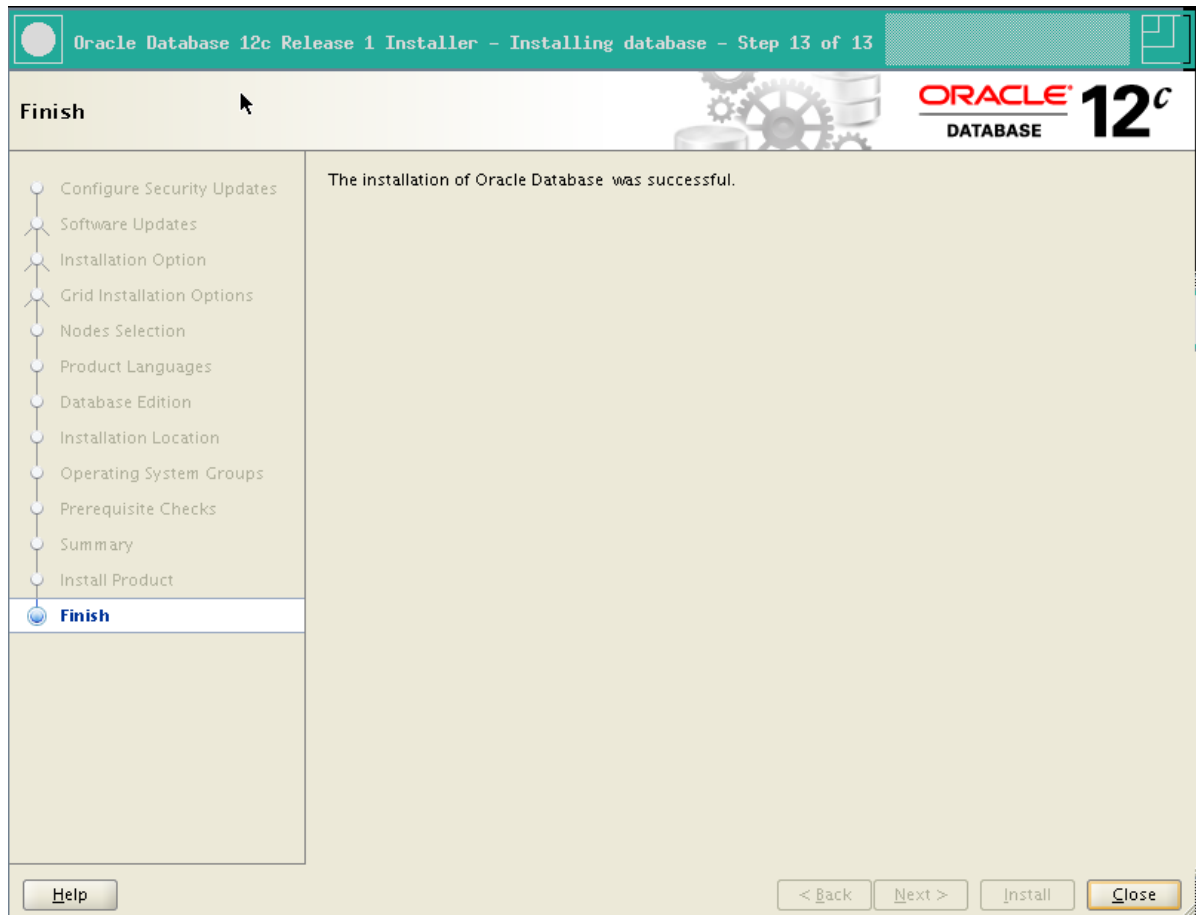 Oracle Database 12c Release 1 Installer - Installing database - Step 13 of 13
Finish
ORACLE DATABASE 12c
Configure Security Updates
Software Updates
Installation Option
Grid Installation Options
Nodes Selection
Product Languages
Database Edition
Installation Location
Operating System Groups
Prerequisite Checks
Summary
Install Product
Finish
The installation of Oracle Database was successful.
Help
< Back
Next >
Install
Close